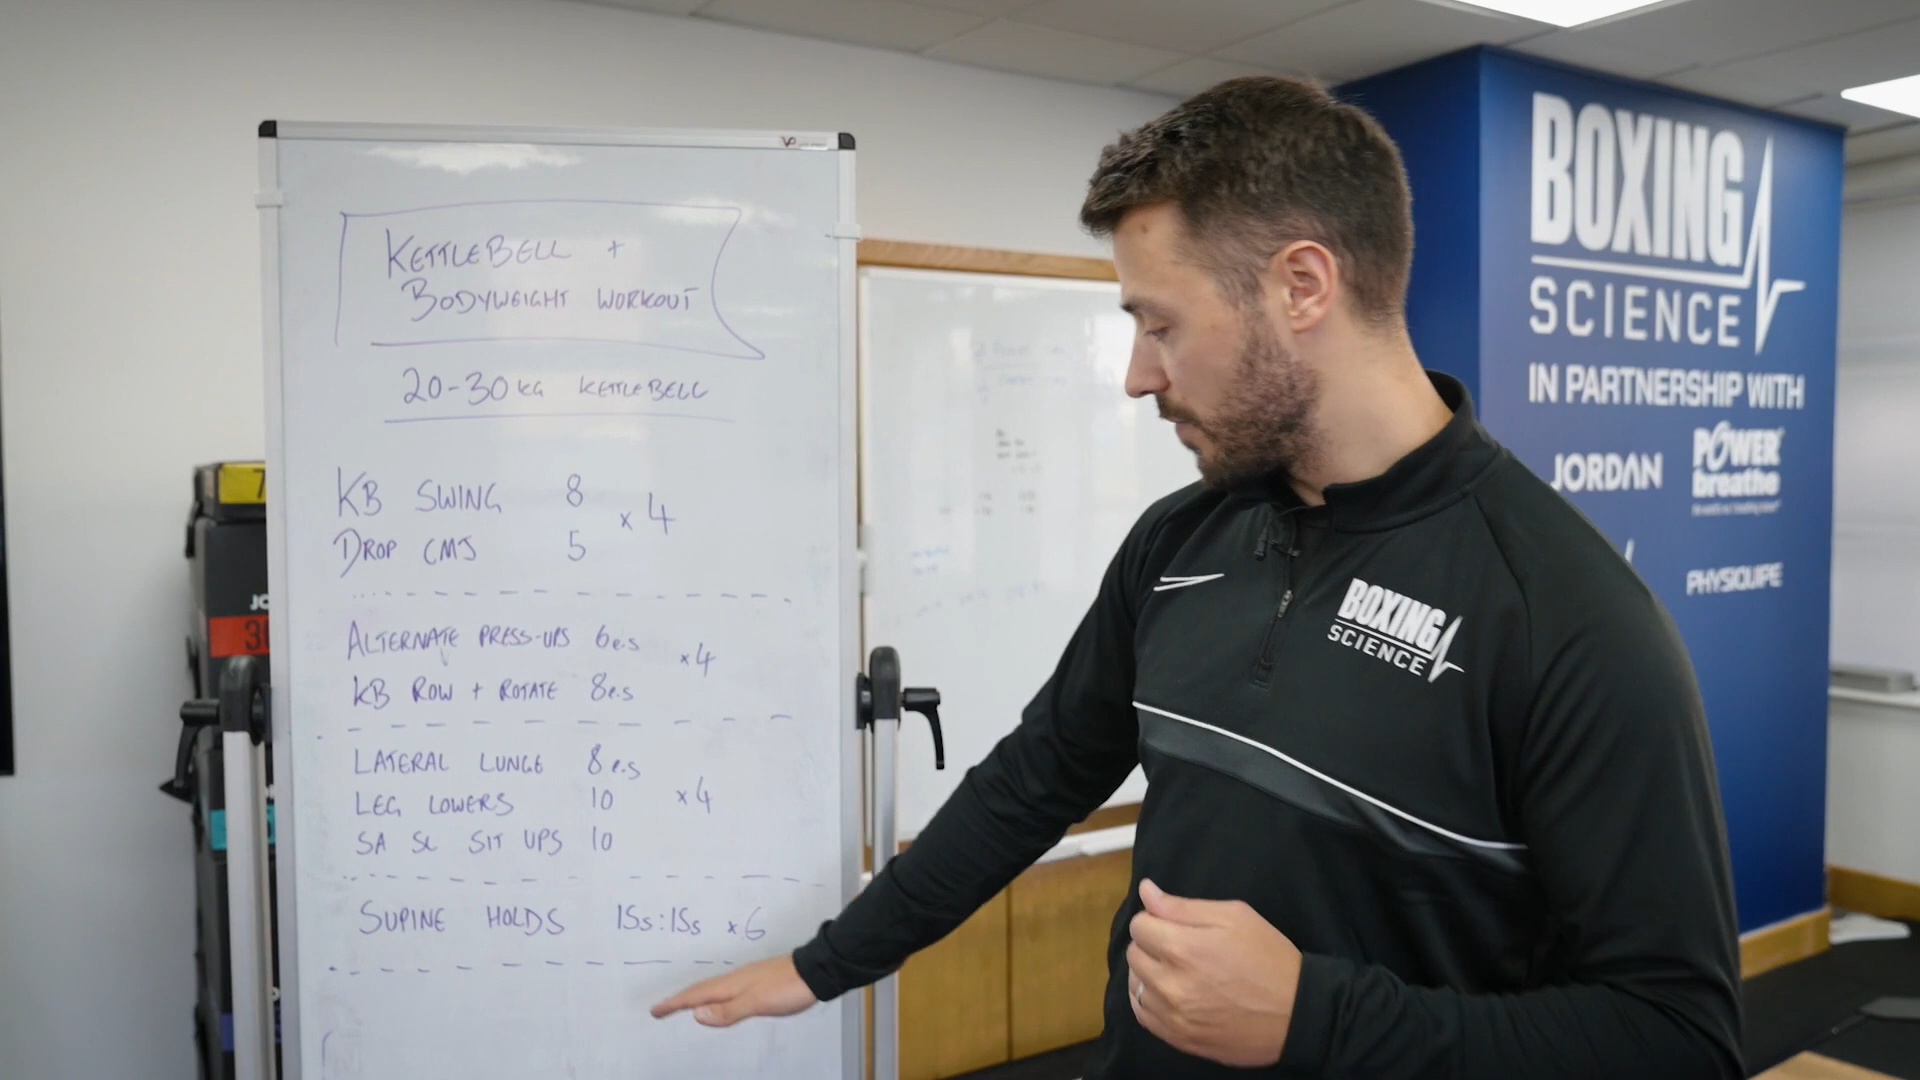 KETTLEBELL +
BODYWEIGHT WORKOUT
20-30KG KETTLEBELL
KB SWING 8
x 4
DROP CMJ 5
ALTERNATE PRESS-UPS 6e.s
x4
KB ROW + ROTATE 8e.s
LATERAL LUNGE 8e.s
LEG LOWERS 10 x4
SA SL SIT UPS 10
SUPINE HOLDS 15s:15s x6
BOXING
SCIENCE
BOXING
SCIENCE
IN PARTNERSHIP WITH
JORDAN
POWER
breathe
PHYSIQUIPE